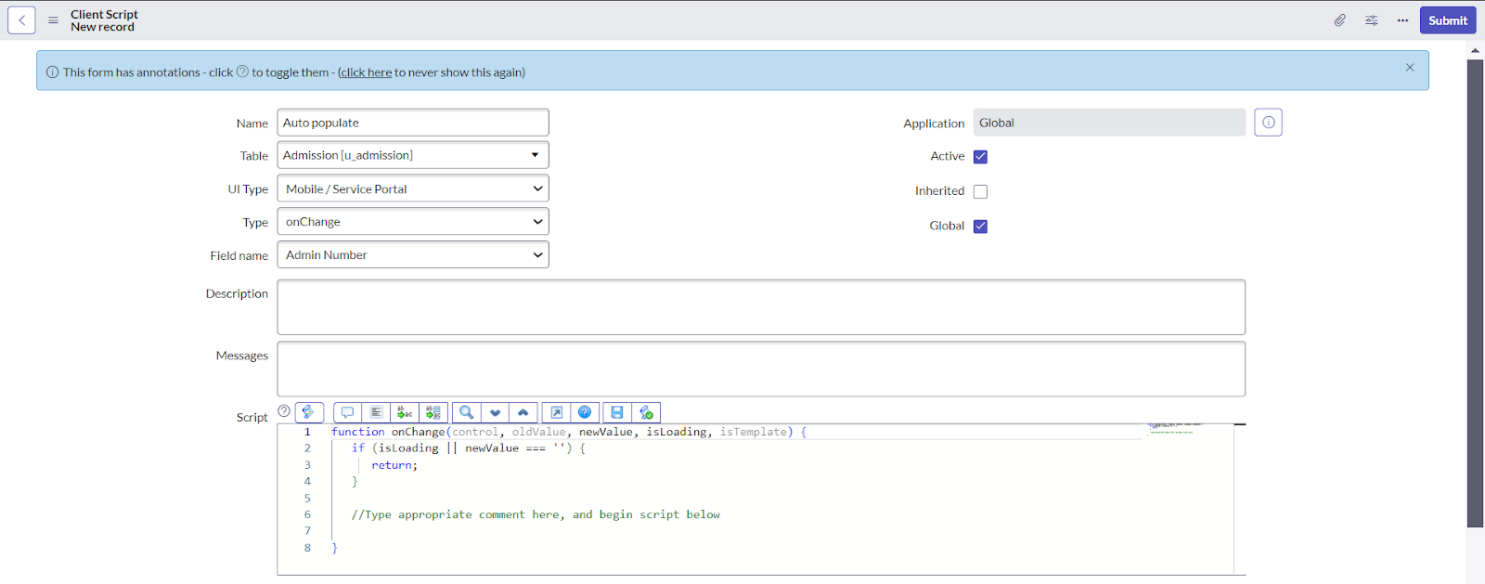 Client Script
New record
Submit
This form has annotations - click ? to toggle them - (click here to never show this again)
Name Auto populate
Application Global
Table Admission [u_admission]
Active
UI Type Mobile / Service Portal
Inherited
Type onChange
Global
Field name Admin Number
Description
Messages
Script
1 function onChange(control, oldValue, newValue, isLoading, isTemplate) {
2 if (isLoading || newValue === '') {
3 return;
4 }
5
6 //Type appropriate comment here, and begin script below
7
8 }